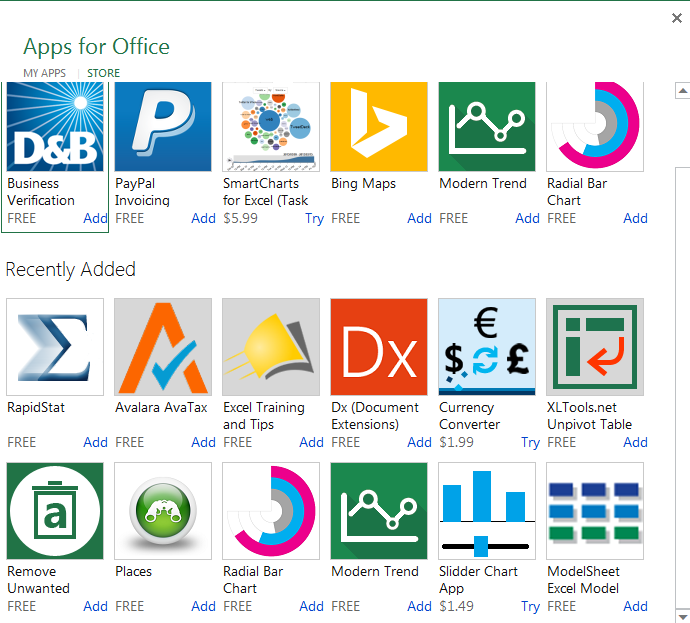 Apps for Office
MY APPS | STORE
D&B
Business
Verification
FREE Add
PayPal
Invoicing
FREE Add
SmartCharts
for Excel (Task
$5.99 Try
Bing Maps
FREE Add
Modern Trend
FREE Add
Radial Bar
Chart
FREE Add
Recently Added
RapidStat
FREE Add
Avalara AvaTax
FREE Add
Excel Training
and Tips
FREE Add
Dx
Dx (Document
Extensions)
FREE Add
€
$ £
Currency
Converter
$1.99 Try
XLTools.net
Unpivot Table
FREE Add
a
Remove
Unwanted
FREE Add
Places
FREE Add
Radial Bar
Chart
FREE Add
Modern Trend
FREE Add
Slidder Chart
App
$1.49 Try
ModelSheet
Excel Model
FREE Add